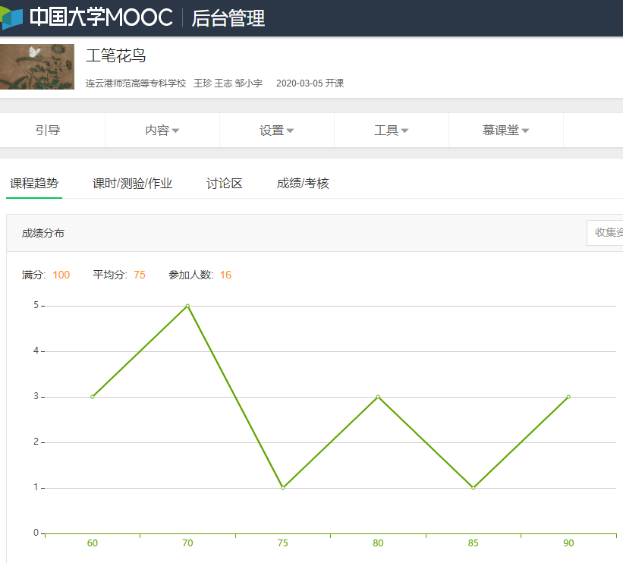 中国大学MOOC 后台管理
工笔花鸟
连云港师范高等专科学校 王珍 王志 邹小宇 2020-03-05 开课
引导 内容 设置 工具 慕课堂
课程趋势 课时/测验/作业 讨论区 成绩/考核
成绩分布 收集资
满分: 100 平均分: 75 参加人数: 16
5
4
3
2
1
0
60 70 75 80 85 90